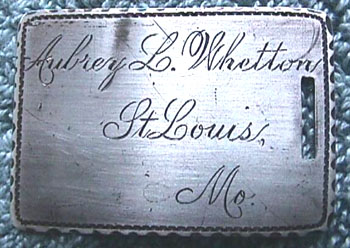 Aubrey L. Whetton
St Louis,
Mo.